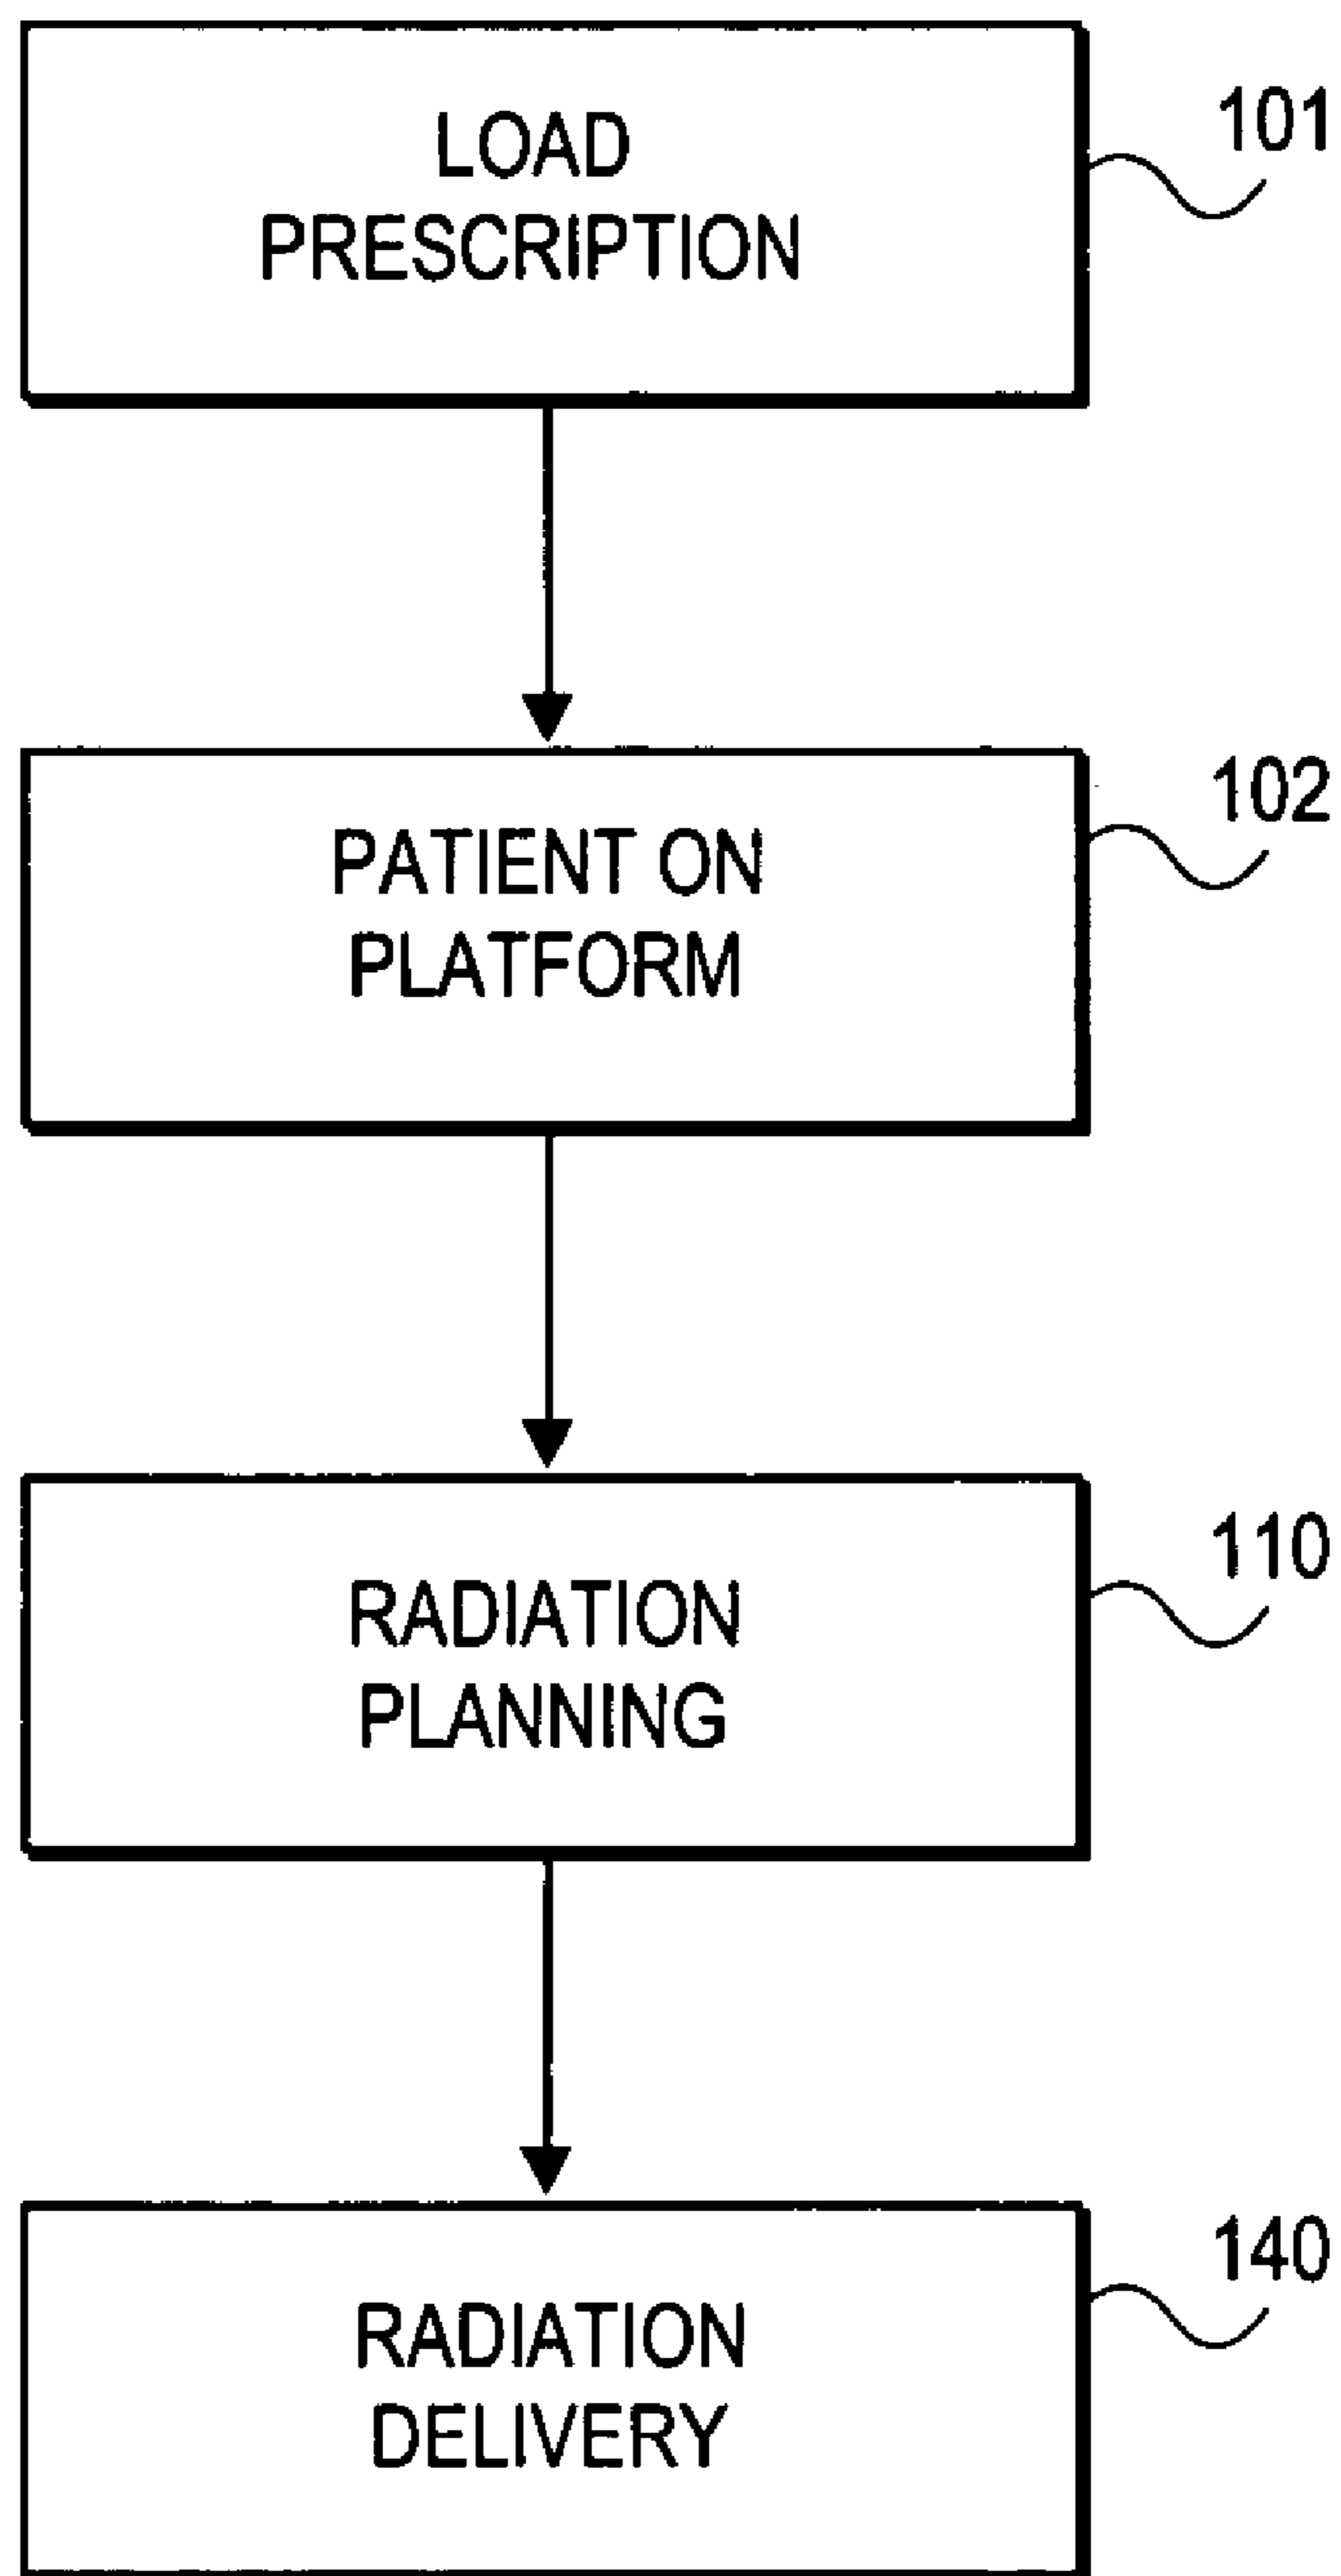 LOAD
PRESCRIPTION
101
PATIENT ON
PLATFORM
102
RADIATION
PLANNING
110
RADIATION
DELIVERY
140